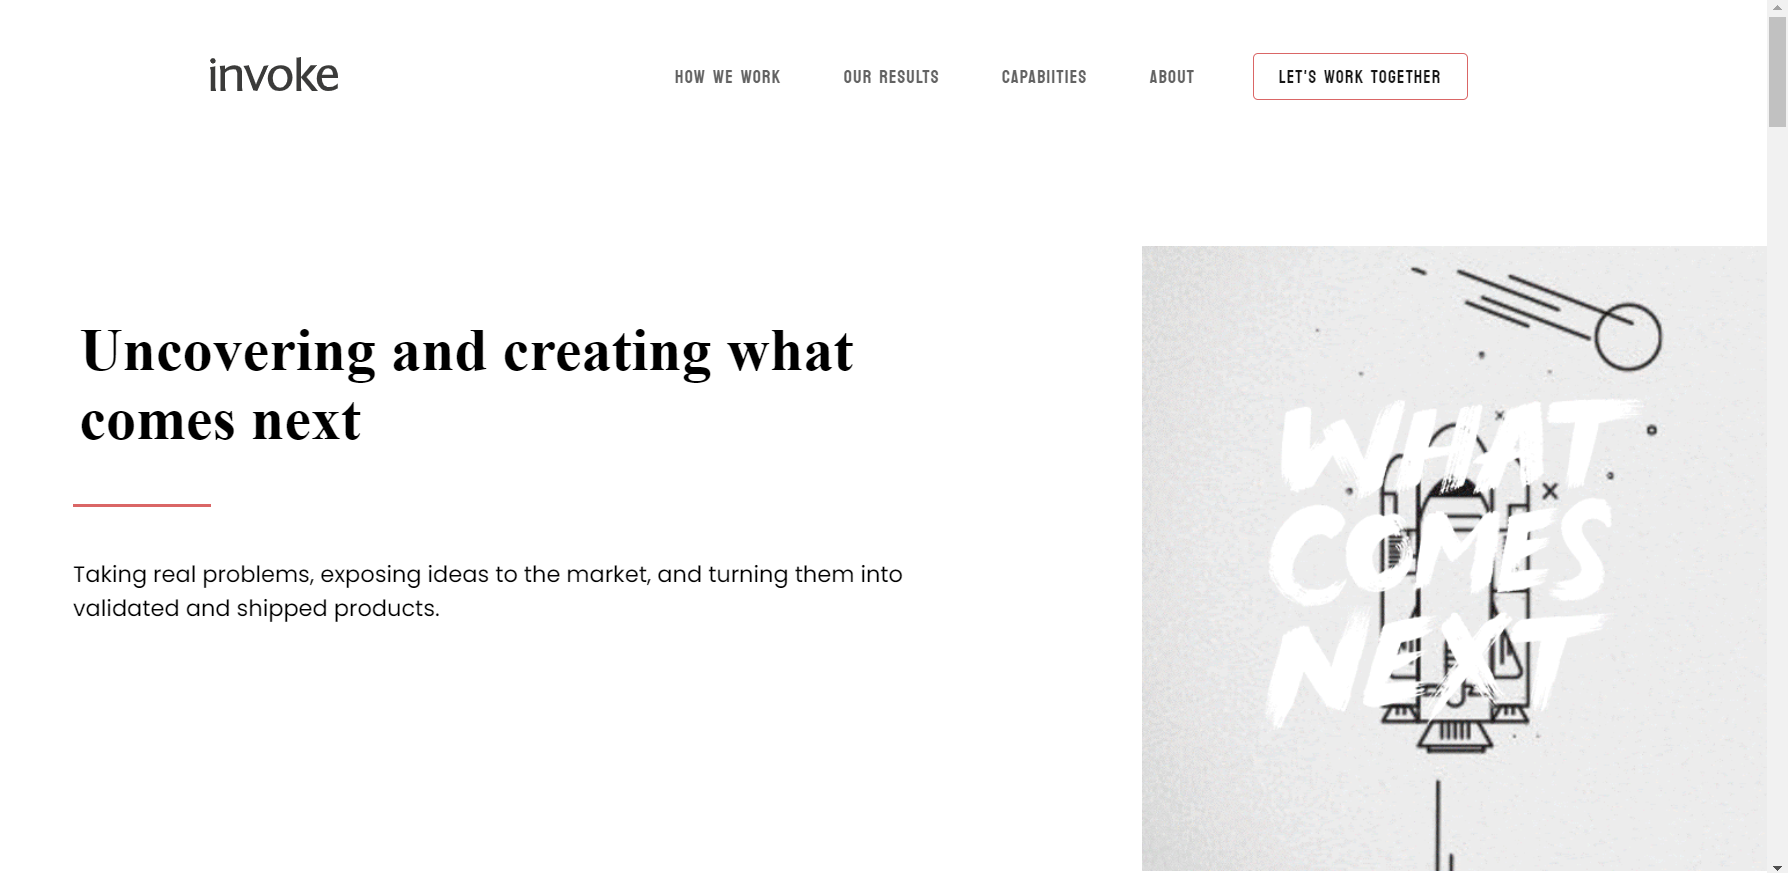 invoke
HOW WE WORK
OUR RESULTS
CAPABIITIES
ABOUT
LET'S WORK TOGETHER
Uncovering and creating what
comes next
Taking real problems, exposing ideas to the market, and turning them into
validated and shipped products.
WHAT
COMES
NEXT